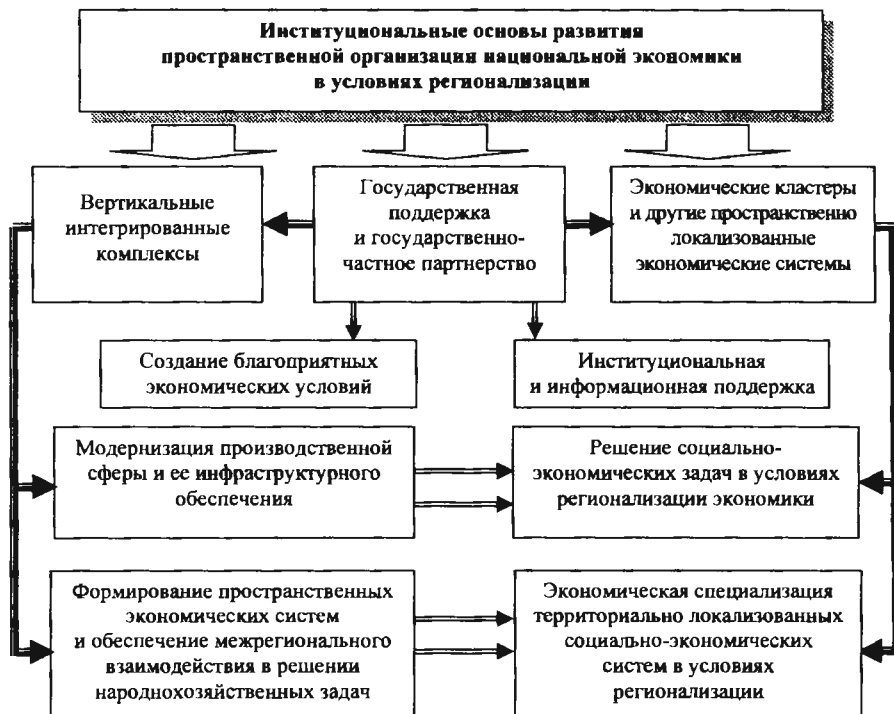 Институциональные основы развития
пространственной организации национальной экономики
в условиях регионализации
Вертикальные
интегрированные
комплексы
Государственная
поддержка
и государственно-
частное партнерство
Экономические кластеры
и другие пространственно
локализованные
экономические системы
Создание благоприятных
экономических условий
Институциональная
и информационная поддержка
Модернизация производственной
сферы и ее инфраструктурного
обеспечения
Решение социально-
экономических задач в условиях
регионализации экономики
Формирование пространственных
экономических систем
и обеспечение межрегионального
взаимодействия в решении
народнохозяйственных задач
Экономическая специализация
территориально локализованных
социально-экономических
систем в условиях
регионализации